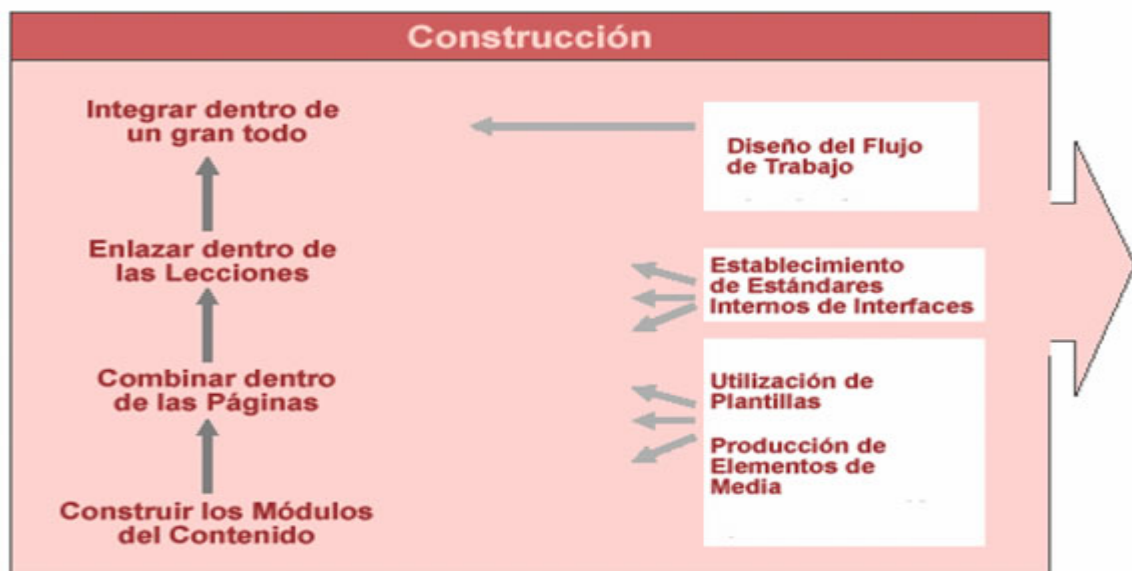 Construcción
Integrar dentro de
un gran todo
Enlazar dentro de
las Lecciones
Combinar dentro
de las Páginas
Construir los Módulos
del Contenido
Diseño del Flujo
de Trabajo
Establecimiento
de Estándares
Internos de Interfaces
Utilización de
Plantillas
Producción de
Elementos de
Media